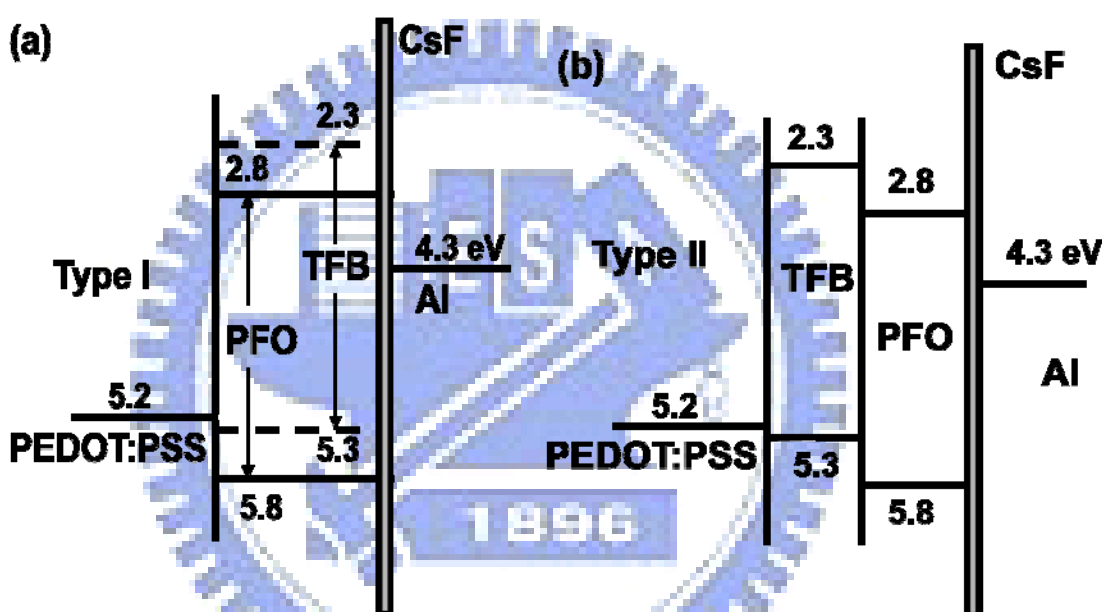 (a)
CsF
2.3
2.8
4.3 eV
Type I
TFB
Al
PFO
5.2
PEDOT:PSS
5.3
5.8
(b)
CsF
2.3
2.8
4.3 eV
Type II
TFB
PFO
Al
5.2
PEDOT:PSS
5.3
5.8
1896